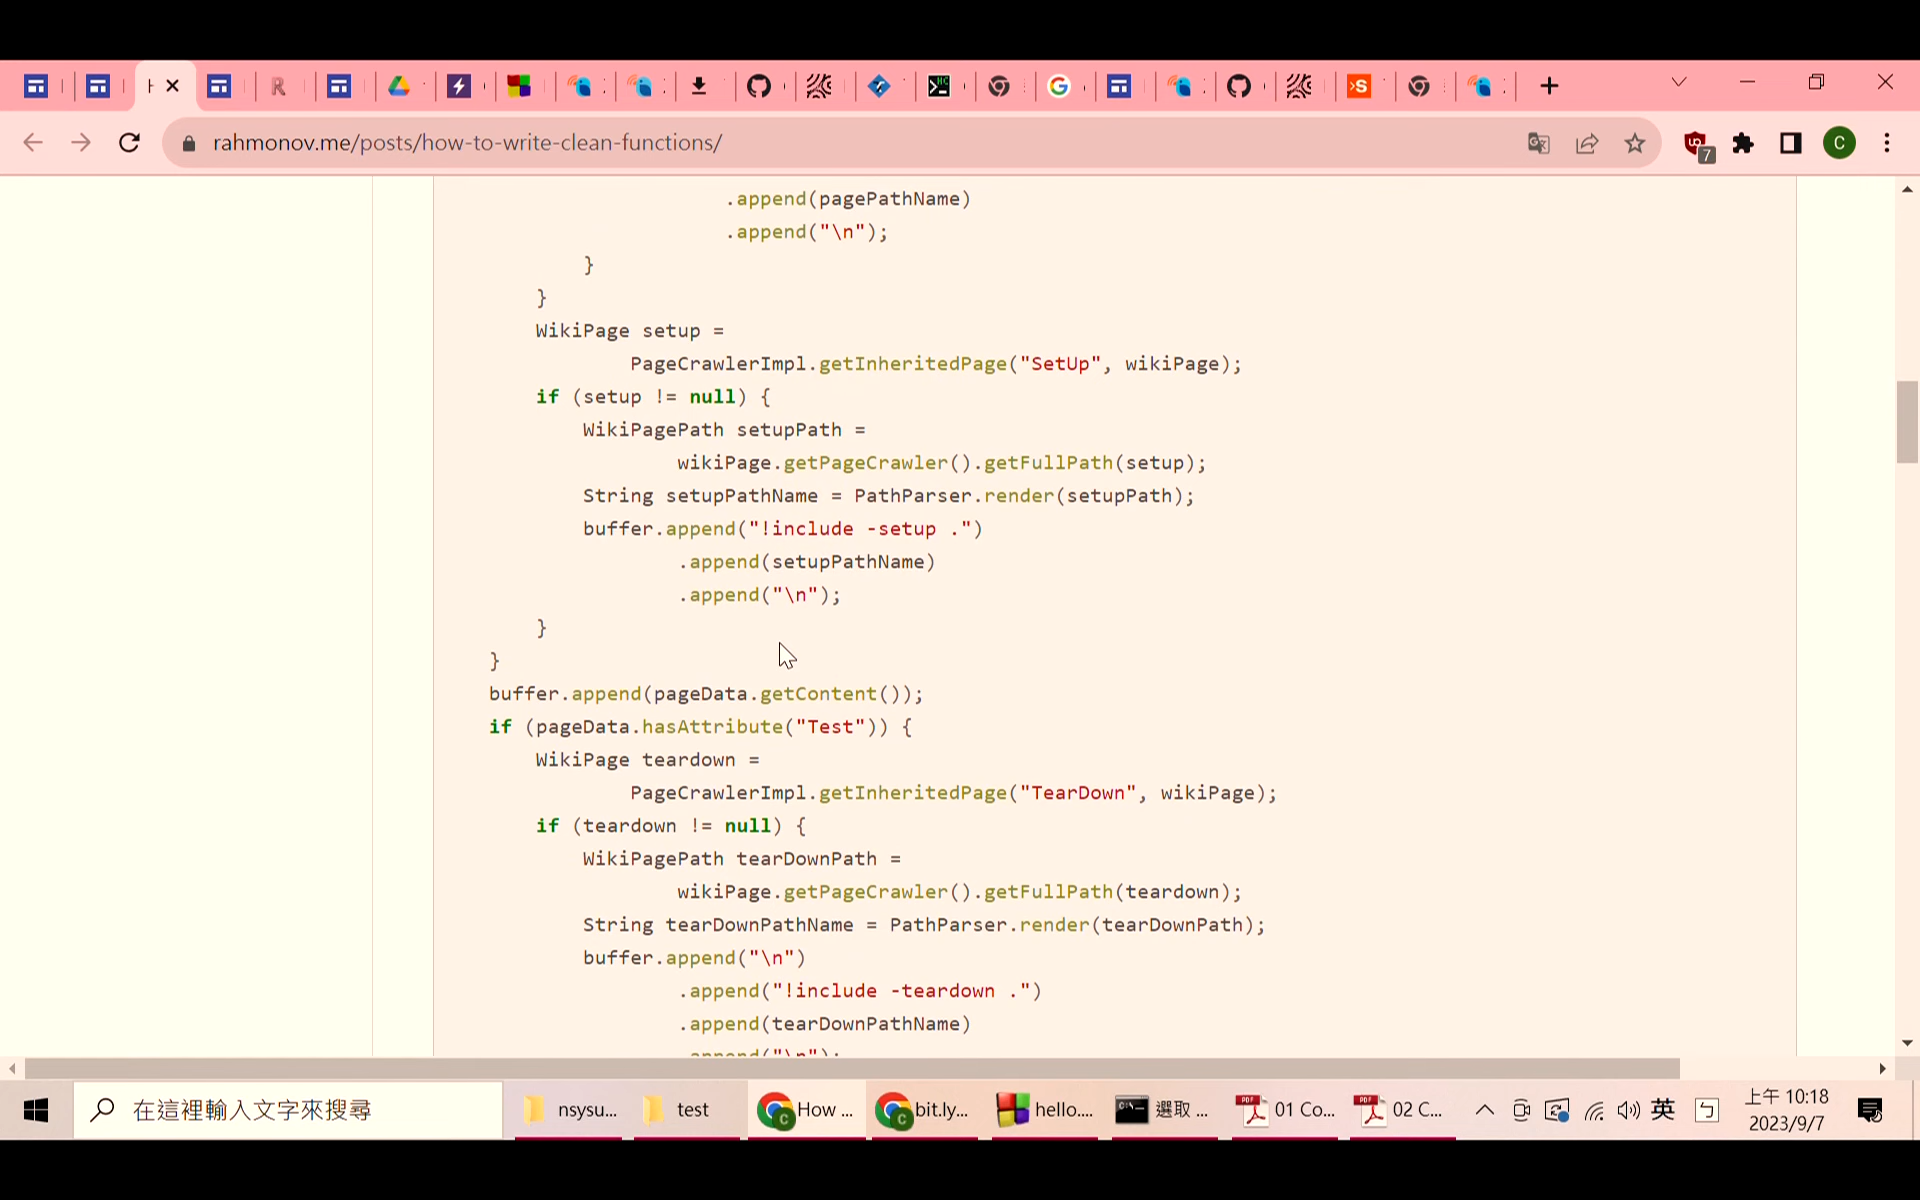 rahmonov.me/posts/how-to-write-clean-functions/
7
C
.append(pagePathName)
.append("\n");
}
}
WikiPage setup =
PageCrawlerImpl.getInheritedPage("SetUp", wikiPage);
if (setup != null) {
WikiPagePath setupPath =
wikiPage.getPageCrawler().getFullPath(setup);
String setupPathName = PathParser.render(setupPath);
buffer.append("!include -setup .")
.append(setupPathName)
.append("\n");
}
}
buffer.append(pageData.getContent());
if (pageData.hasAttribute("Test")) {
WikiPage teardown =
PageCrawlerImpl.getInheritedPage("TearDown", wikiPage);
if (teardown != null) {
WikiPagePath tearDownPath =
wikiPage.getPageCrawler().getFullPath(teardown);
String tearDownPathName = PathParser.render(tearDownPath);
buffer.append("\n")
.append("!include -teardown .")
.append(tearDownPathName)
.append("\n");
在這裡輸入文字來搜尋 nsysu... test How ... bit.ly... hello.... 選取 ... 01 Co... 02 C... 英 上午 10:18
2023/9/7